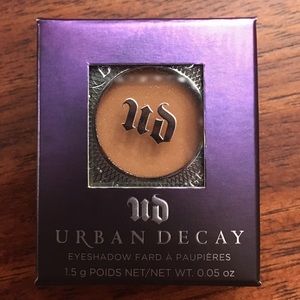 UD
UD
URBAN DECAY
EYESHADOW FARD À PAUPIÈRES
1.5 g POIDS NET/NET WT. 0.05 oz